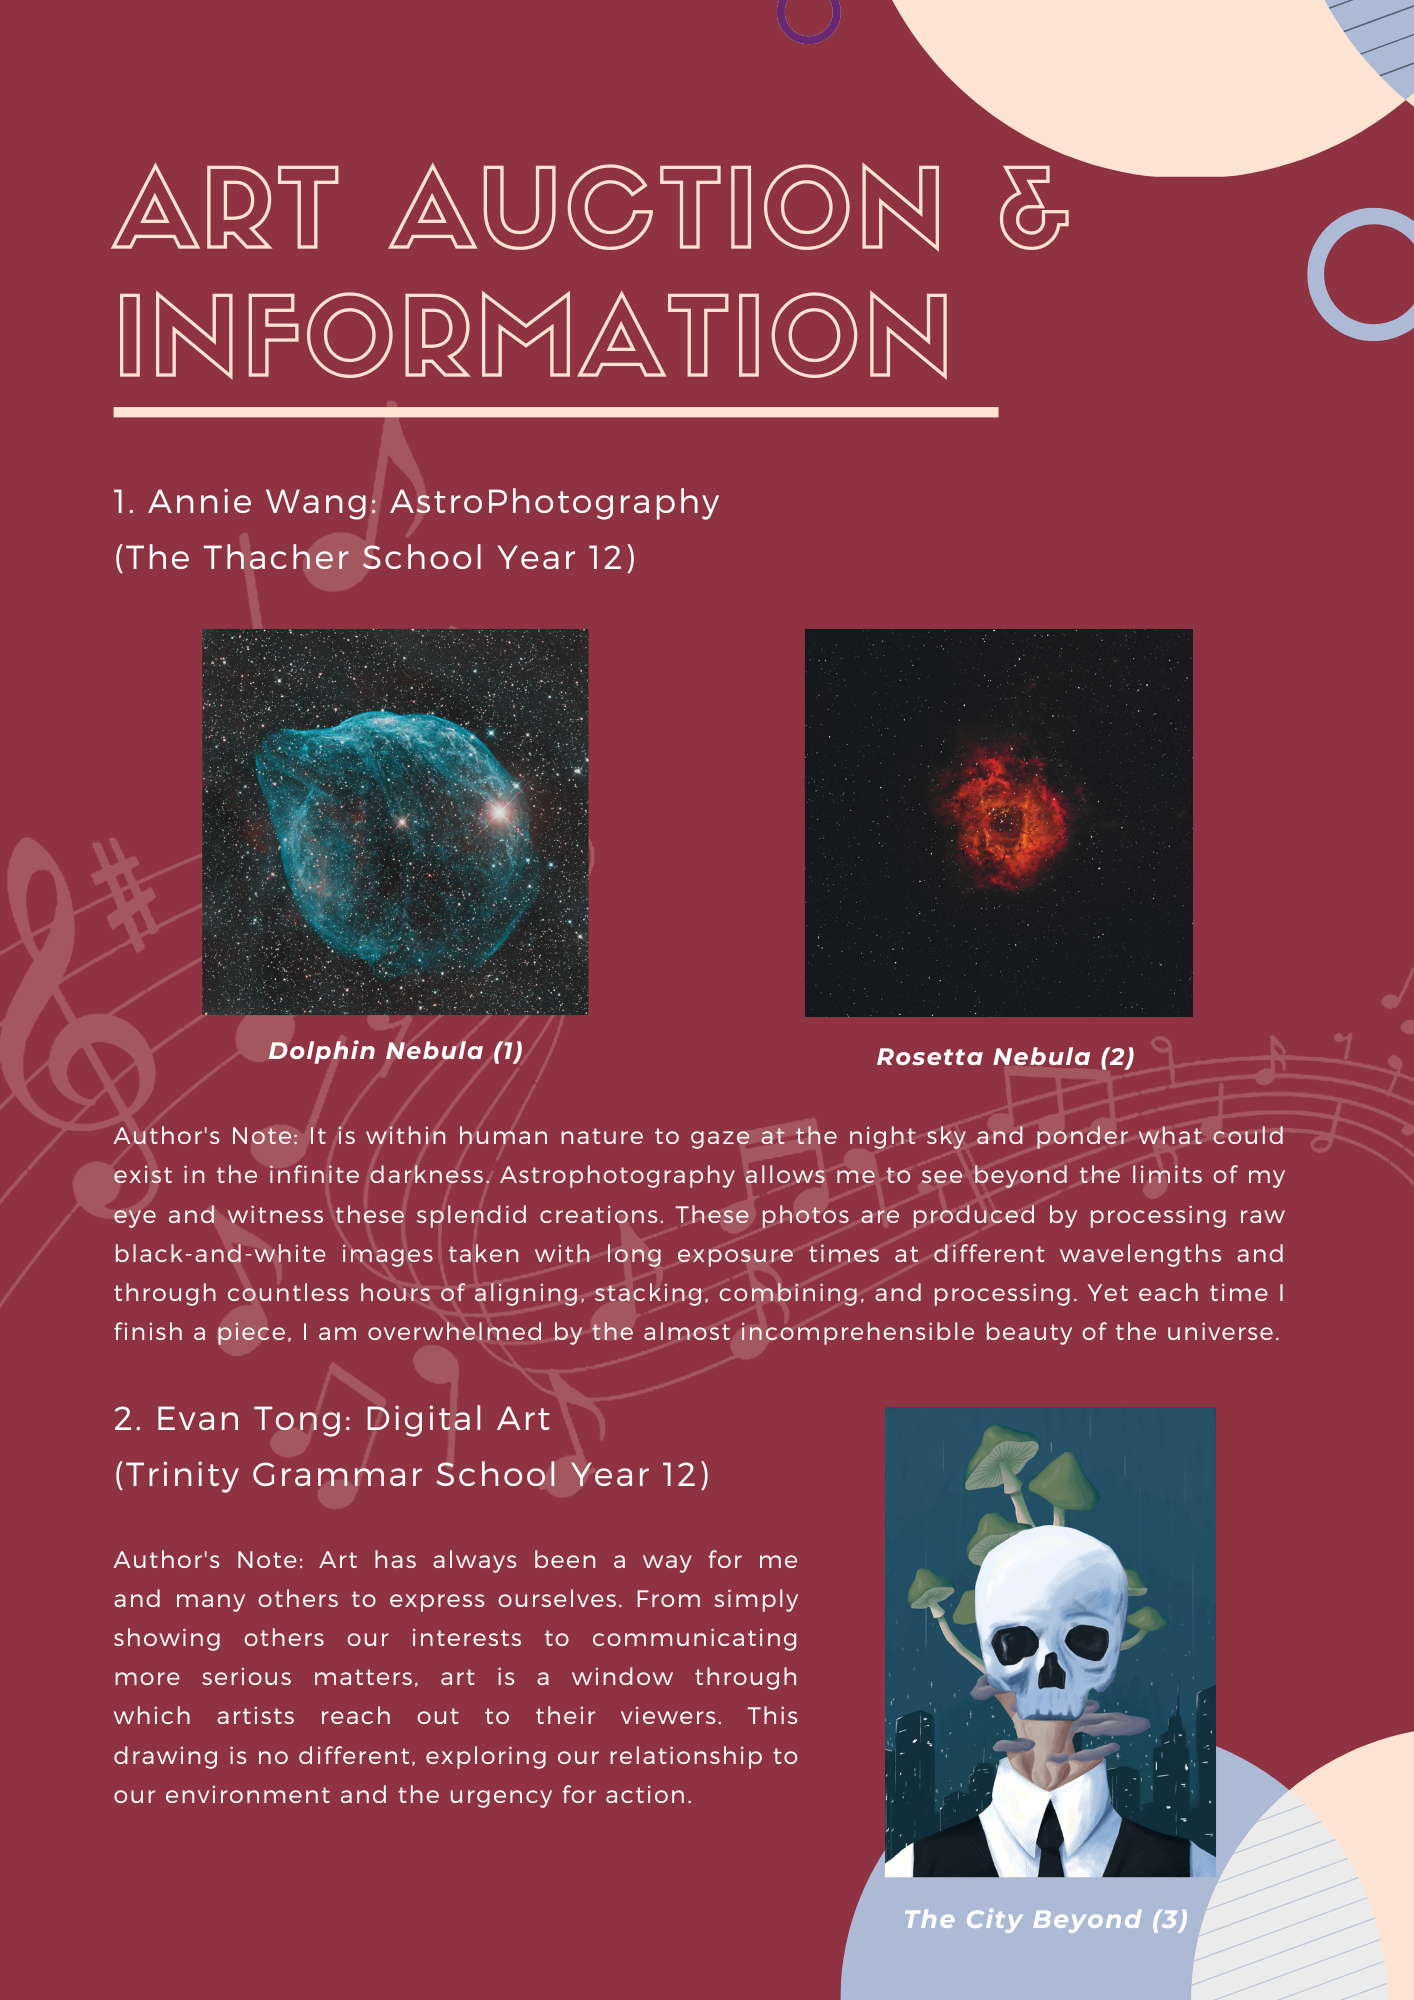 ART AUCTION &
INFORMATION
1. Annie Wang: AstroPhotography
(The Thacher School Year 12)
Dolphin Nebula (1)
Rosetta Nebula (2)
Author's Note: It is within human nature to gaze at the night sky and ponder what could
exist in the infinite darkness. Astrophotography allows me to see beyond the limits of my
eye and witness these splendid creations. These photos are produced by processing raw
black-and-white images taken with long exposure times at different wavelengths and
through countless hours of aligning, stacking, combining, and processing. Yet each time I
finish a piece, I am overwhelmed by the almost incomprehensible beauty of the universe.
2. Evan Tong: Digital Art
(Trinity Grammar School Year 12)
Author's Note: Art has always been a way for me
and many others to express ourselves. From simply
showing others our interests to communicating
more serious matters, art is a window through
which artists reach out to their viewers. This
drawing is no different, exploring our relationship to
our environment and the urgency for action.
The City Beyond (3)